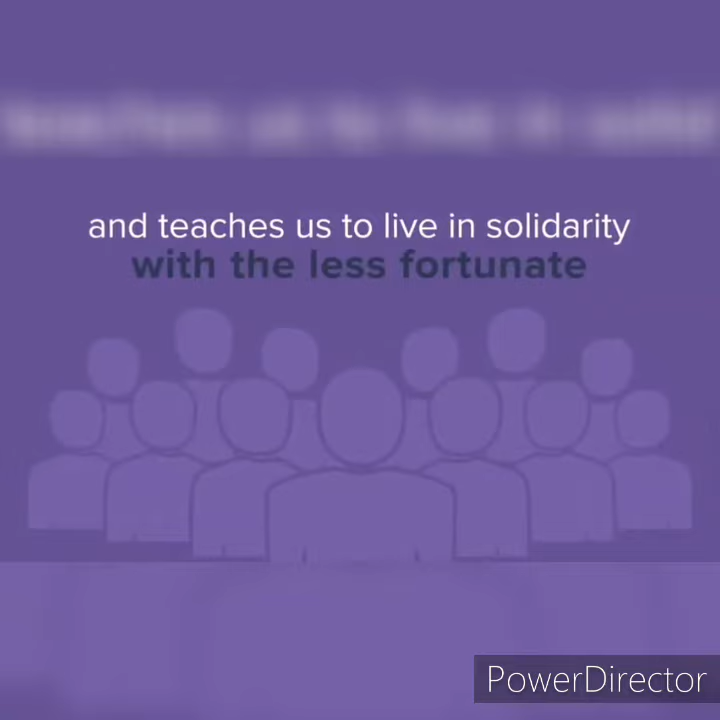 and teaches us to live in solidarity
with the less fortunate
PowerDirector